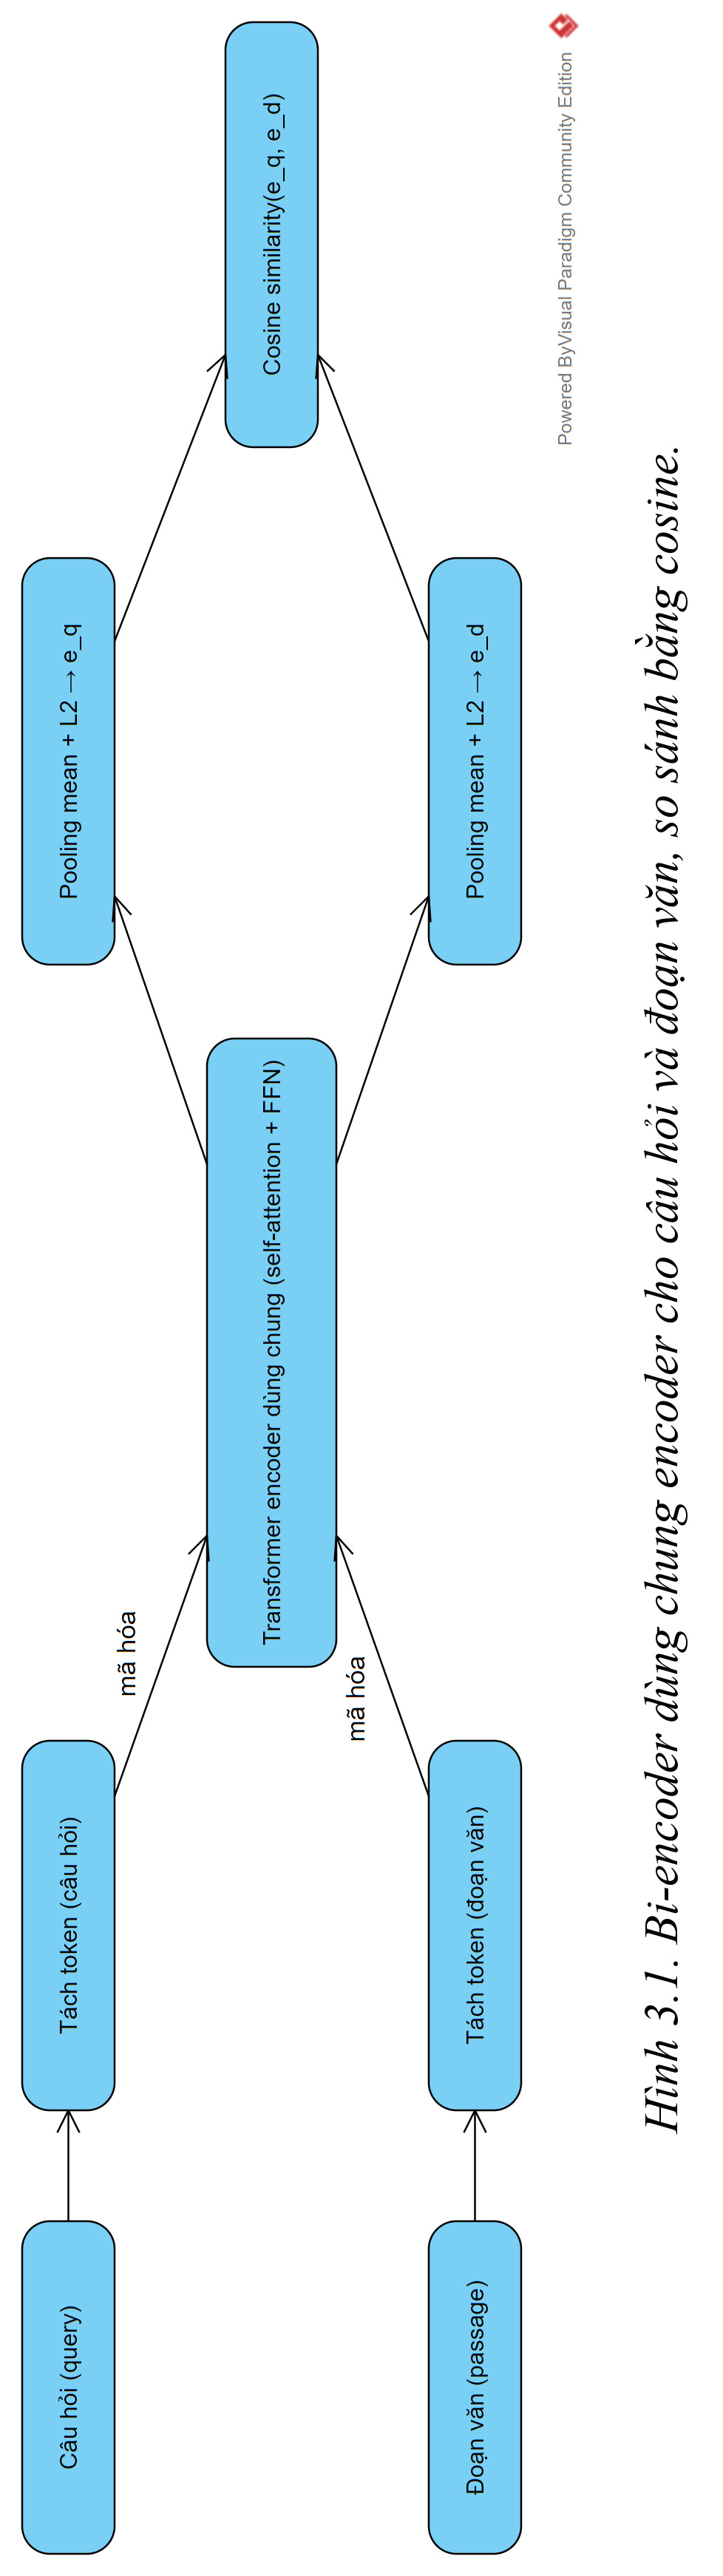 Câu hỏi (query)
Tách token (câu hỏi)
mã hóa
Pooling mean + L2 → e_q
Transformer encoder dùng chung (self-attention + FFN)
Cosine similarity(e_q, e_d)
mã hóa
Đoạn văn (passage)
Tách token (đoạn văn)
Pooling mean + L2 → e_d
Powered ByVisual Paradigm Community Edition
Hình 3.1. Bi-encoder dùng chung encoder cho câu hỏi và đoạn văn, so sánh bằng cosine.